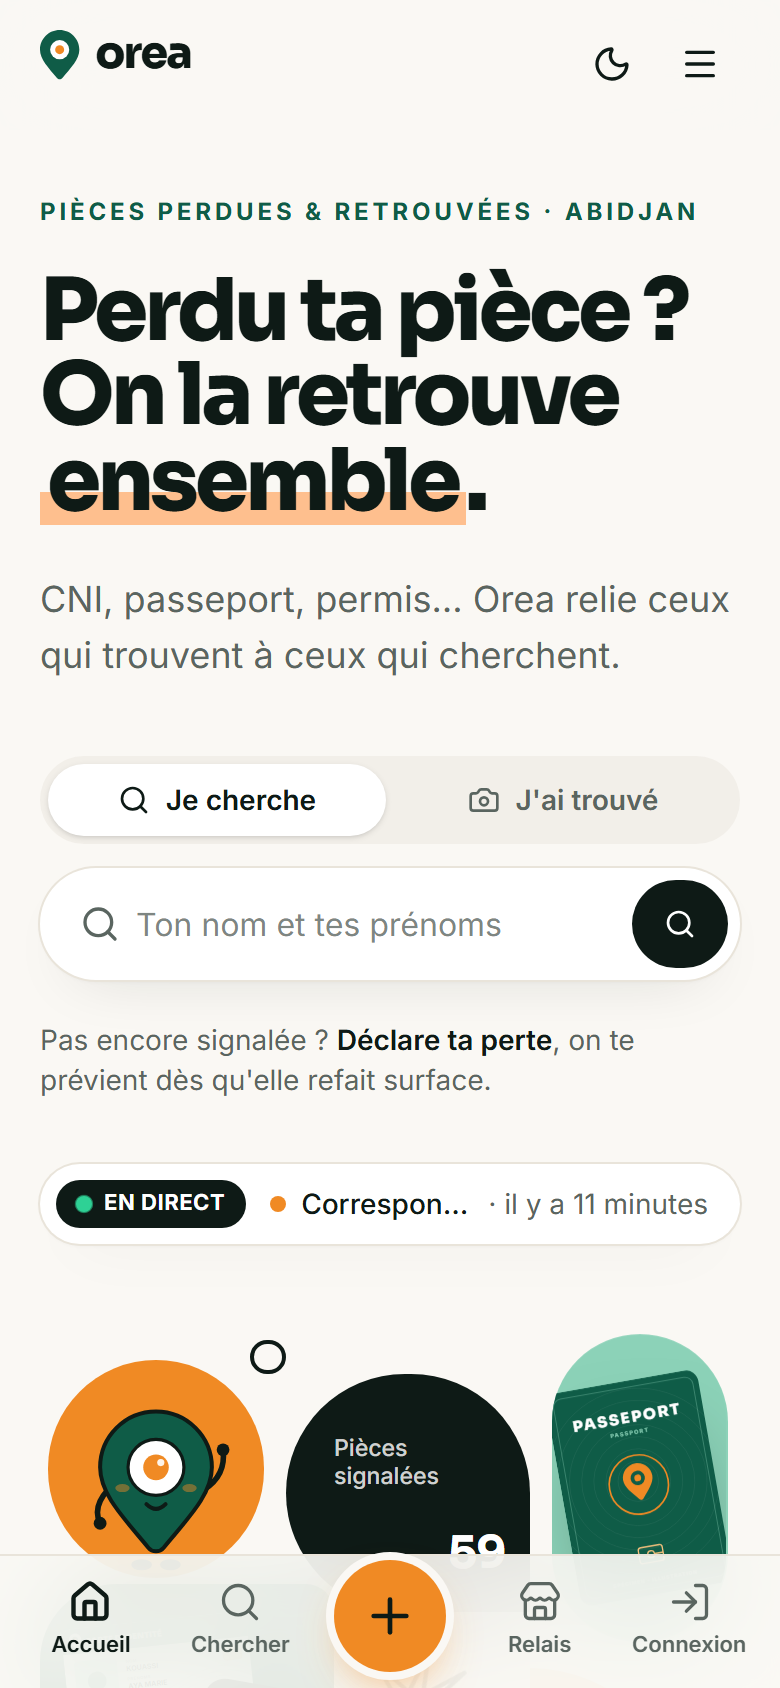 orea
PIÈCES PERDUES & RETROUVÉES · ABIDJAN
Perdu ta pièce ?
On la retrouve
ensemble.
CNI, passeport, permis... Orea relie ceux
qui trouvent à ceux qui cherchent.
Je cherche
J'ai trouvé
Ton nom et tes prénoms
Pas encore signalée ? Déclare ta perte, on te
prévient dès qu'elle refait surface.
EN DIRECT Correspon... · il y a 11 minutes
PASSEPORT
PASSPORT
Pièces
signalées
59
Accueil
Chercher
Relais
Connexion